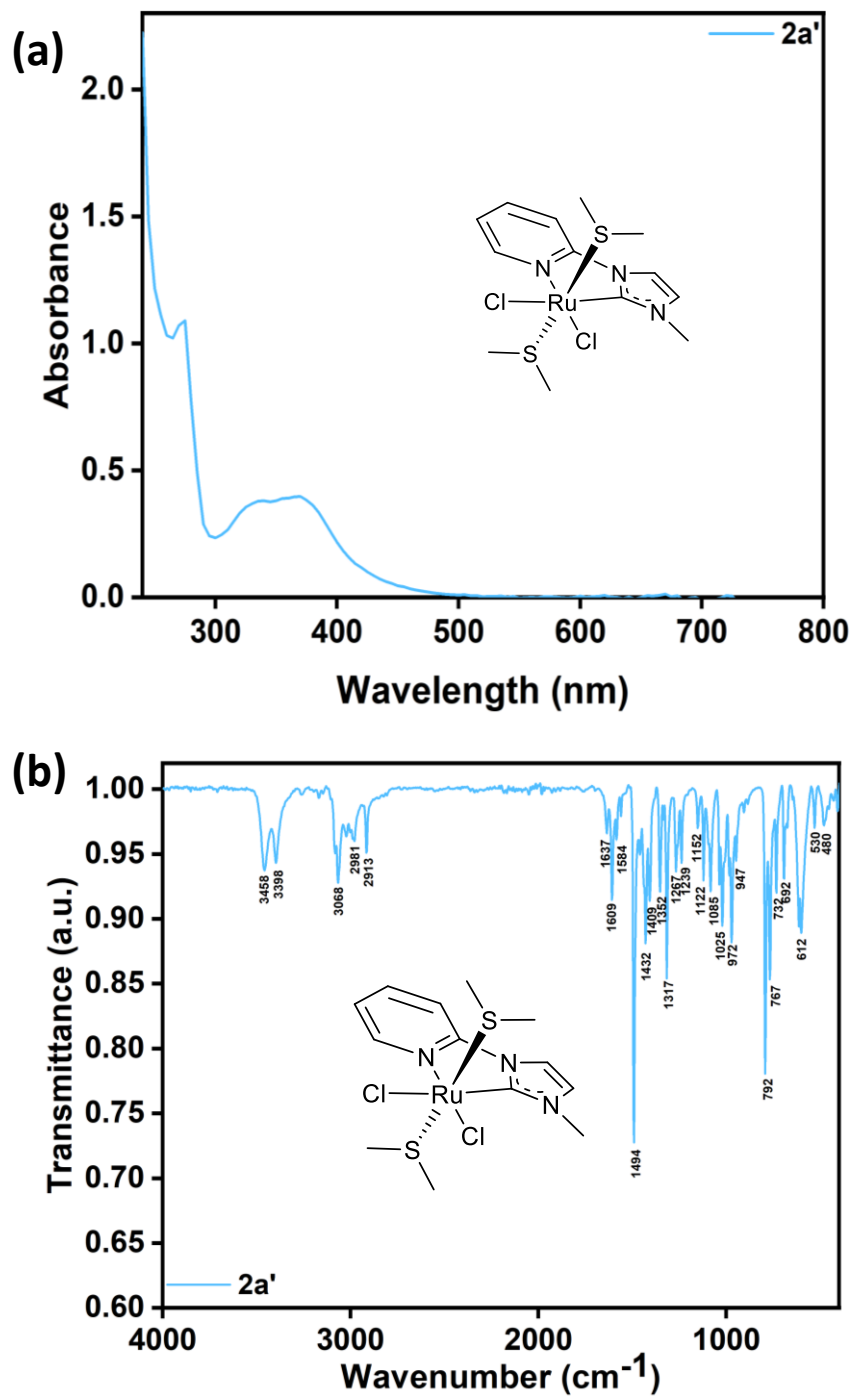 (a)
2a'
2.0
1.5
1.0
0.5
0.0
Absorbance
S
N
N
Cl
Ru
N
Cl
S
300 400 500 600 700 800
Wavelength (nm)
(b)
1.00
0.95
0.90
0.85
0.80
0.75
0.70
0.65
0.60
Transmittance (a.u.)
3458
3398
3068
2981
2913
1637
1609
1584
1494
1432
1409
1352
1317
1267
1239
1152
1122
1085
1025
972
947
792
767
732
692
612
530
480
S
N
N
Cl
Ru
N
Cl
S
2a'
4000 3000 2000 1000
Wavenumber (cm-1)